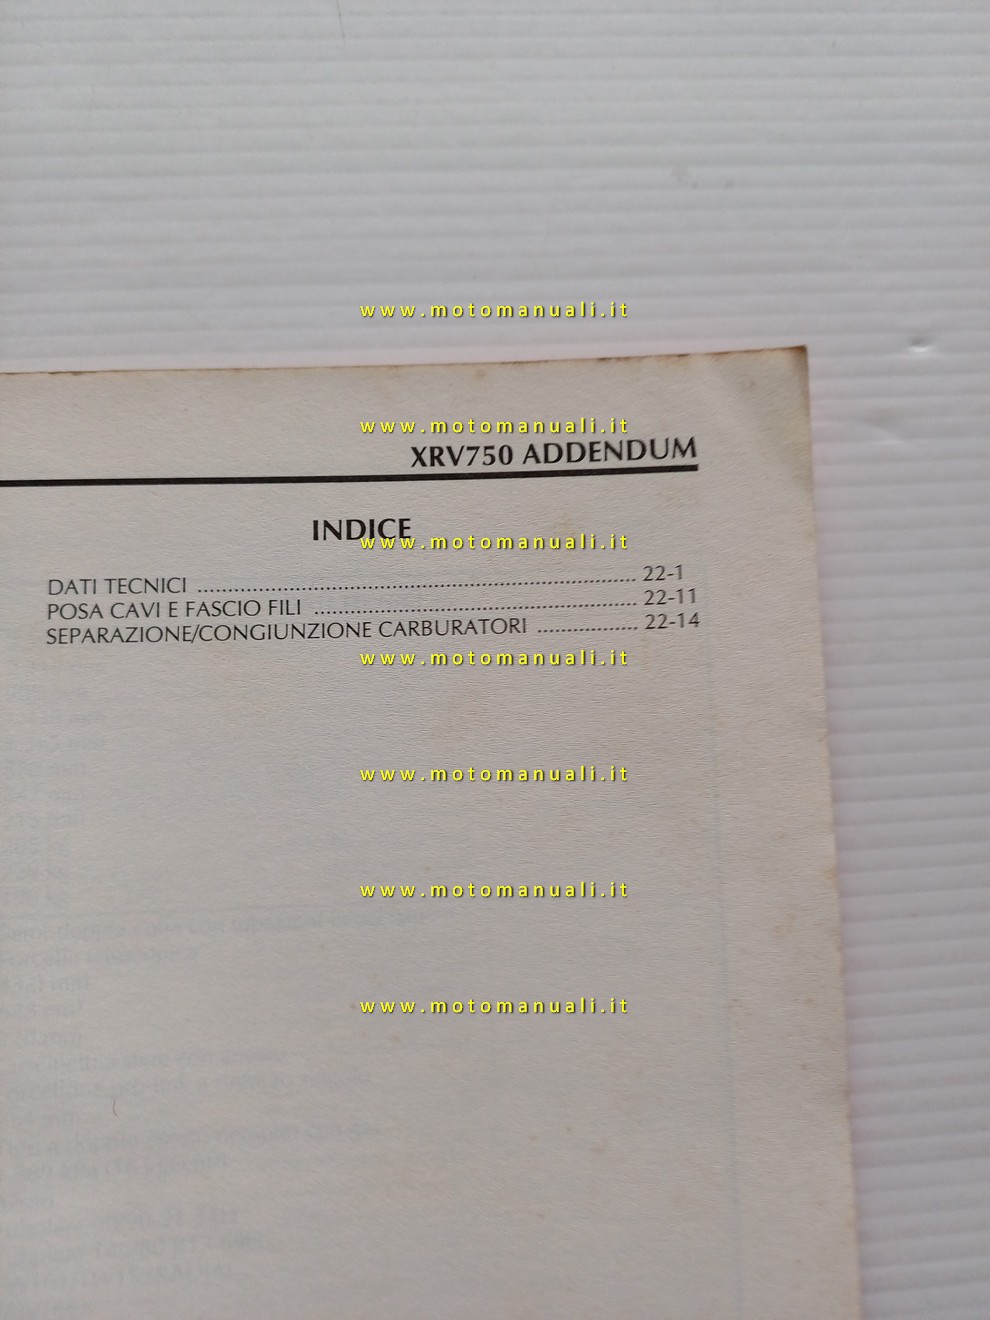 www.motomanuali.it
www.motomanuali.it
XRV750 ADDENDUM
INDICE
www.motomanuali.it
DATI TECNICI ........................................................................... 22-1
POSA CAVI E FASCIO FILI ....................................................... 22-11
SEPARAZIONE/CONGIUNZIONE CARBURATORI ................. 22-14
www.motomanuali.it
www.motomanuali.it
www.motomanuali.it
www.motomanuali.it